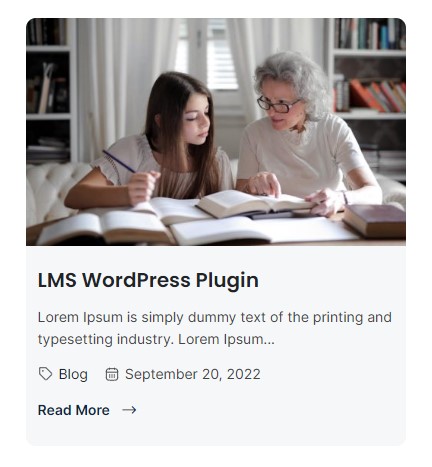 LMS WordPress Plugin
Lorem Ipsum is simply dummy text of the printing and
typesetting industry. Lorem Ipsum...
Blog September 20, 2022
Read More